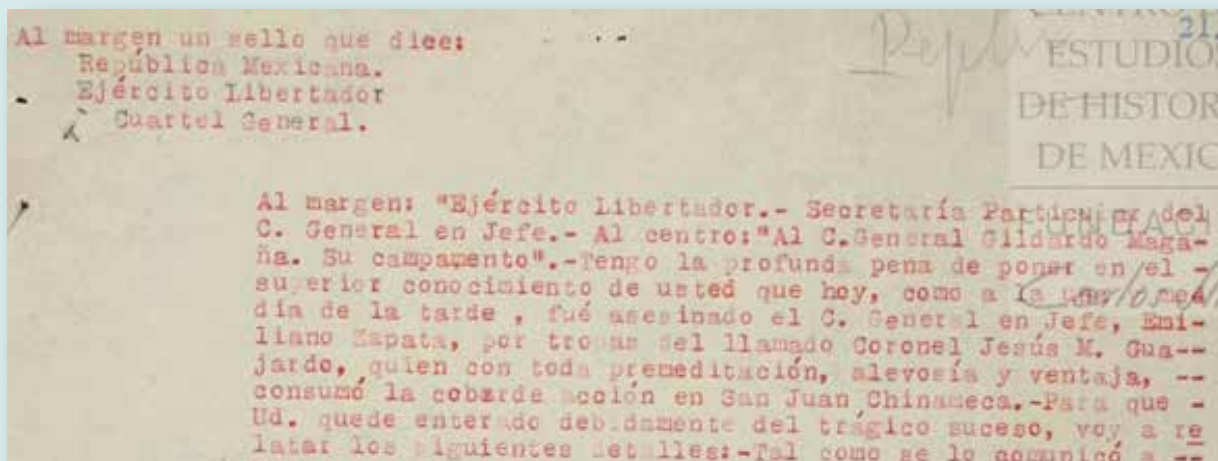 Al margen un sello que dice:
República Mexicana.
Ejército Libertador
Cuartel General.
21.
ESTUDIOS
DE HISTOR
DE MEXIC
Al margen: "Ejército Libertador.- Secretaría Particular del
C. General en Jefe.- Al centro:"Al C.General Gildardo Maga-
ña. Su campamento".-Tengo la profunda pena de poner en el -
superior conocimiento de usted que hoy, como a la
día de la tarde , fué asesinado el C. General en Jefe, Emi-
liano Zapata, por tropas del llamado Coronel Jesús M. Gua--
jardo, quien con toda premeditación, alevosía y ventaja, --
consumó la cobarde acción en San Juan Chinameca.-Para que -
Ud. quede enterado debidamente del trágico suceso, voy a re
latar los siguientes detalles:-Tal como se lo comunicó a --